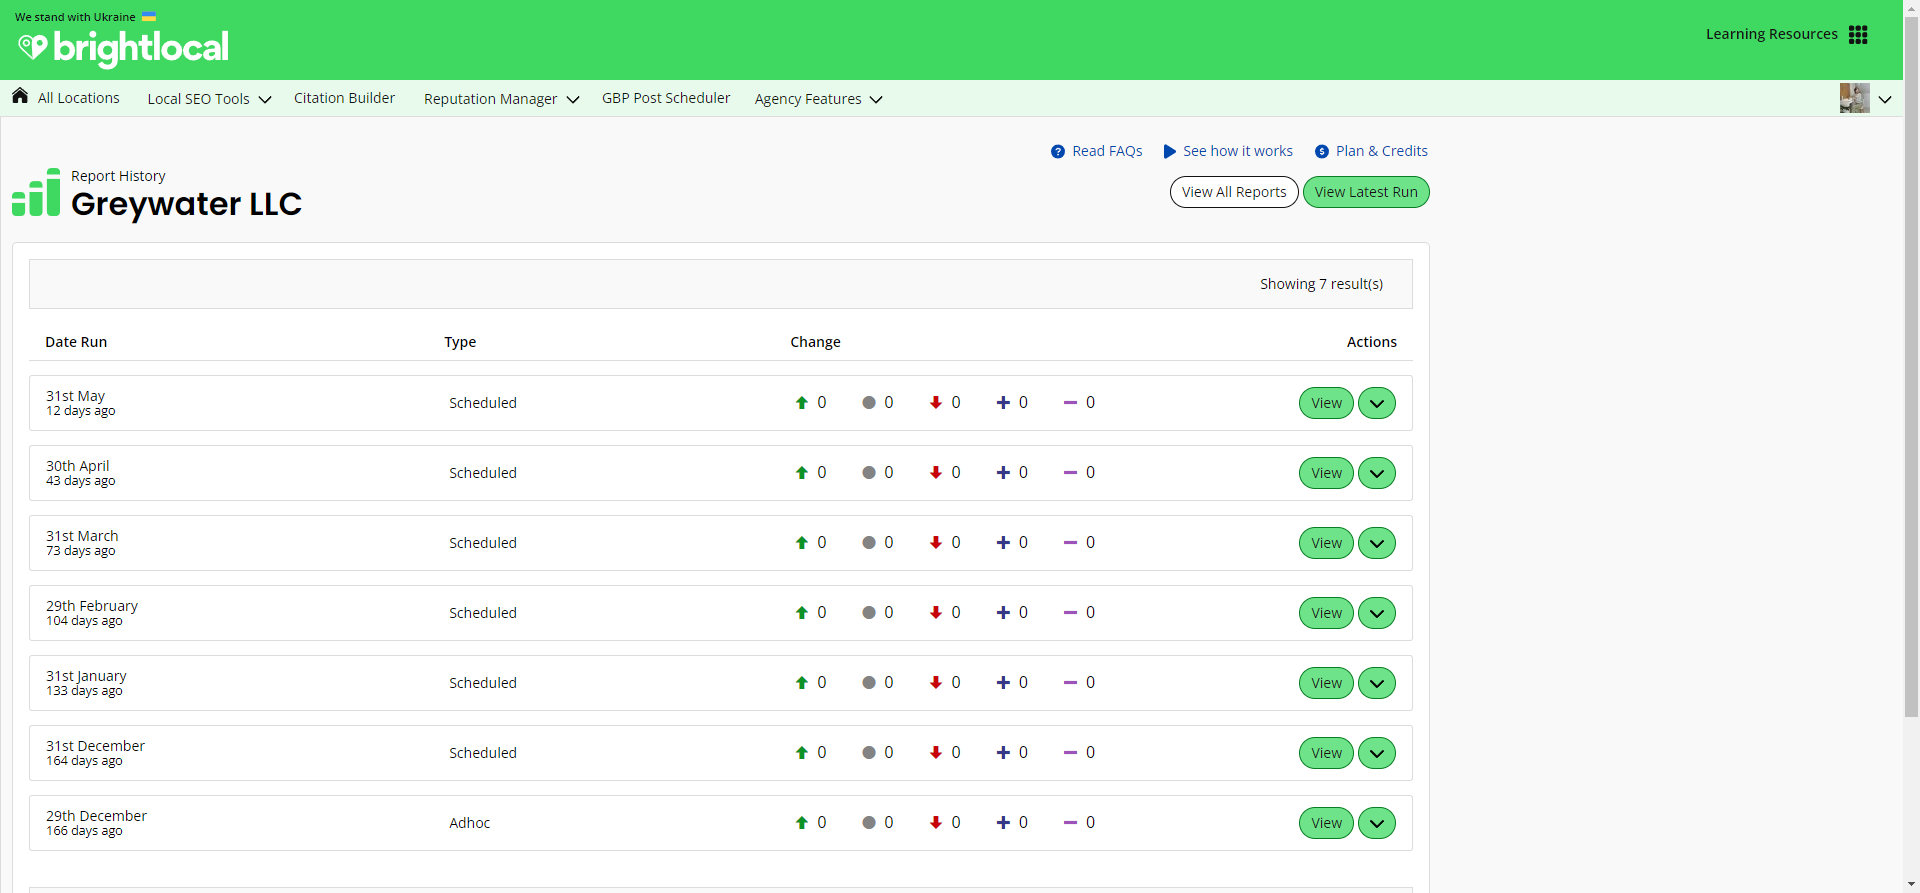 We stand with Ukraine
brightlocal
Learning Resources
All Locations Local SEO Tools Citation Builder Reputation Manager GBP Post Scheduler Agency Features
Read FAQs See how it works Plan & Credits
Report History
Greywater LLC
View All Reports View Latest Run
Showing 7 result(s)
Date Run Type Change Actions
31st May
12 days ago
Scheduled 0 0 0 0 0 View
30th April
43 days ago
Scheduled 0 0 0 0 0 View
31st March
73 days ago
Scheduled 0 0 0 0 0 View
29th February
104 days ago
Scheduled 0 0 0 0 0 View
31st January
133 days ago
Scheduled 0 0 0 0 0 View
31st December
164 days ago
Scheduled 0 0 0 0 0 View
29th December
166 days ago
Adhoc 0 0 0 0 0 View